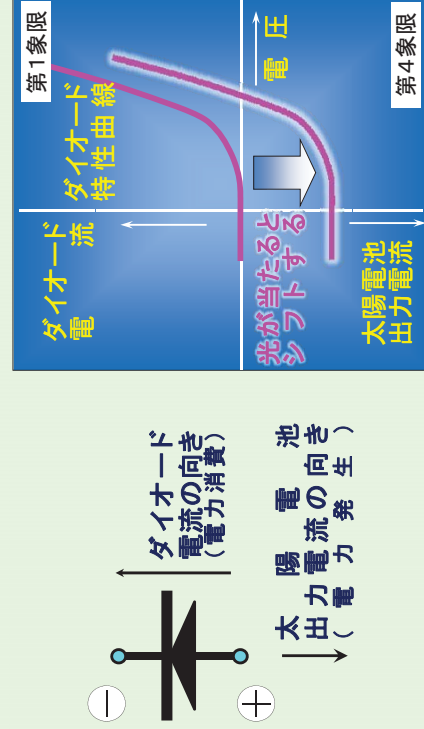 第1象限
ダイオード
特性曲線
ダイオード
電流
電圧
光が当たると
シフトする
太陽電池
出力電流
第4象限
ダイオード
電流の向き
(電力消費)
太陽電池
出力電流の向き
(電力発生)
−
+